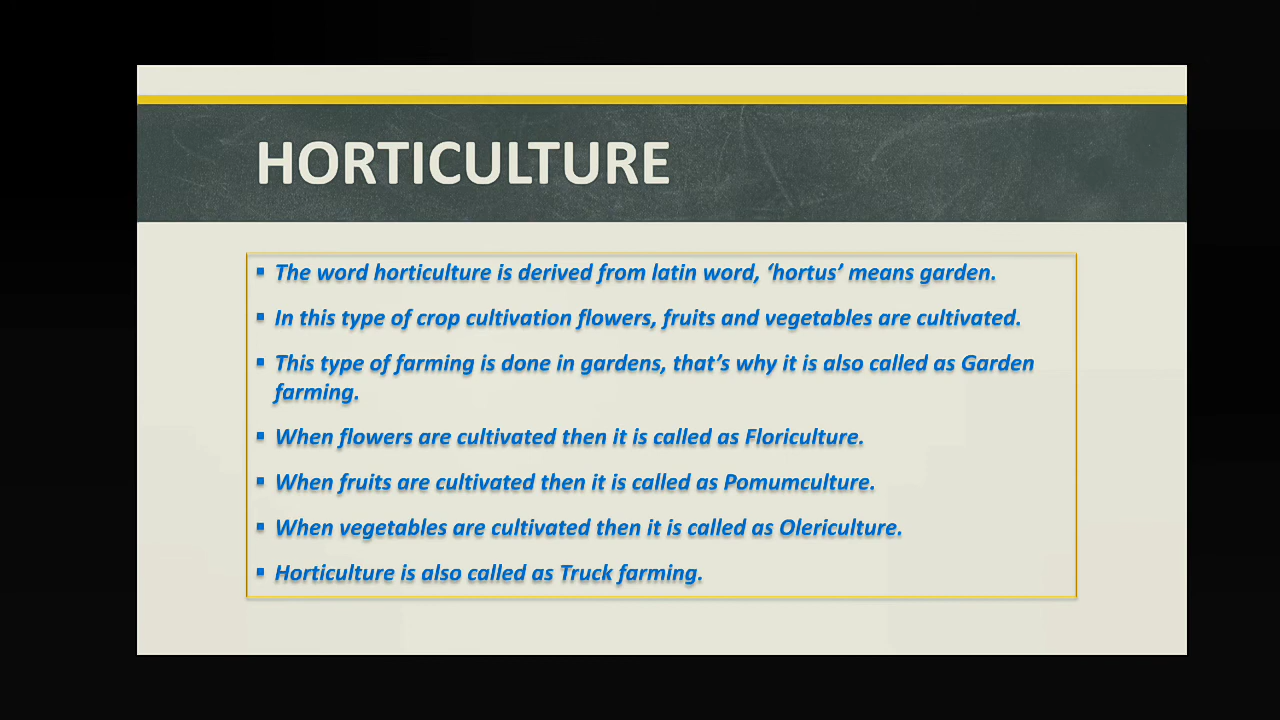 HORTICULTURE
▪ The word horticulture is derived from latin word, ‘hortus’ means garden.
▪ In this type of crop cultivation flowers, fruits and vegetables are cultivated.
▪ This type of farming is done in gardens, that’s why it is also called as Garden
farming.
▪ When flowers are cultivated then it is called as Floriculture.
▪ When fruits are cultivated then it is called as Pomumculture.
▪ When vegetables are cultivated then it is called as Olericulture.
▪ Horticulture is also called as Truck farming.